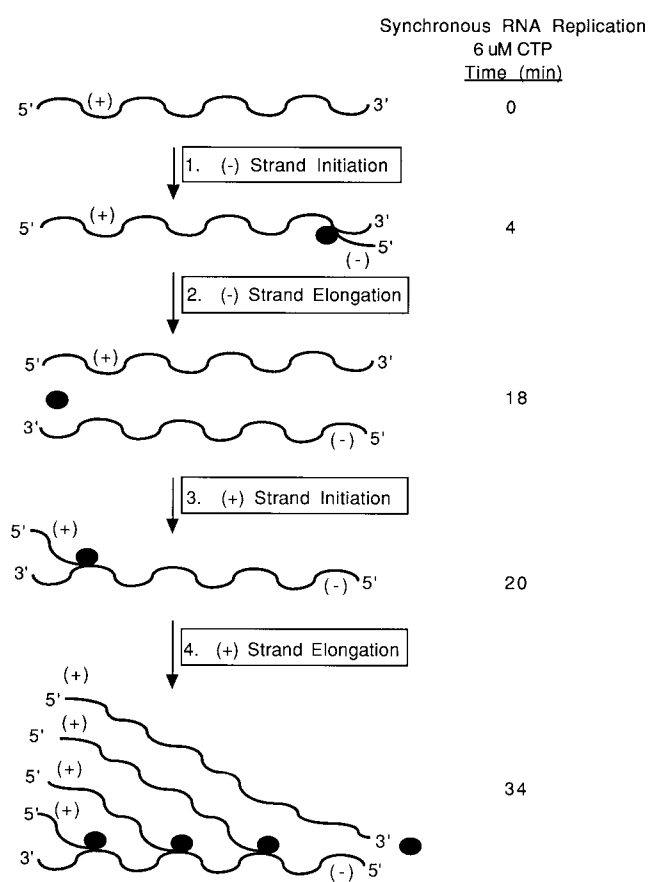 Synchronous RNA Replication
6 uM CTP
Time (min)
5' (+) 3' 0
1. (-) Strand Initiation
5' (+) 3' 4
5'
(-)
2. (-) Strand Elongation
5' (+) 3'
18
3' (-) 5'
3. (+) Strand Initiation
5' (+)
3' (-) 5' 20
4. (+) Strand Elongation
(+)
5'
(+)
5'
(+)
5' 34
(+)
5'
3'
3' (-) 5'